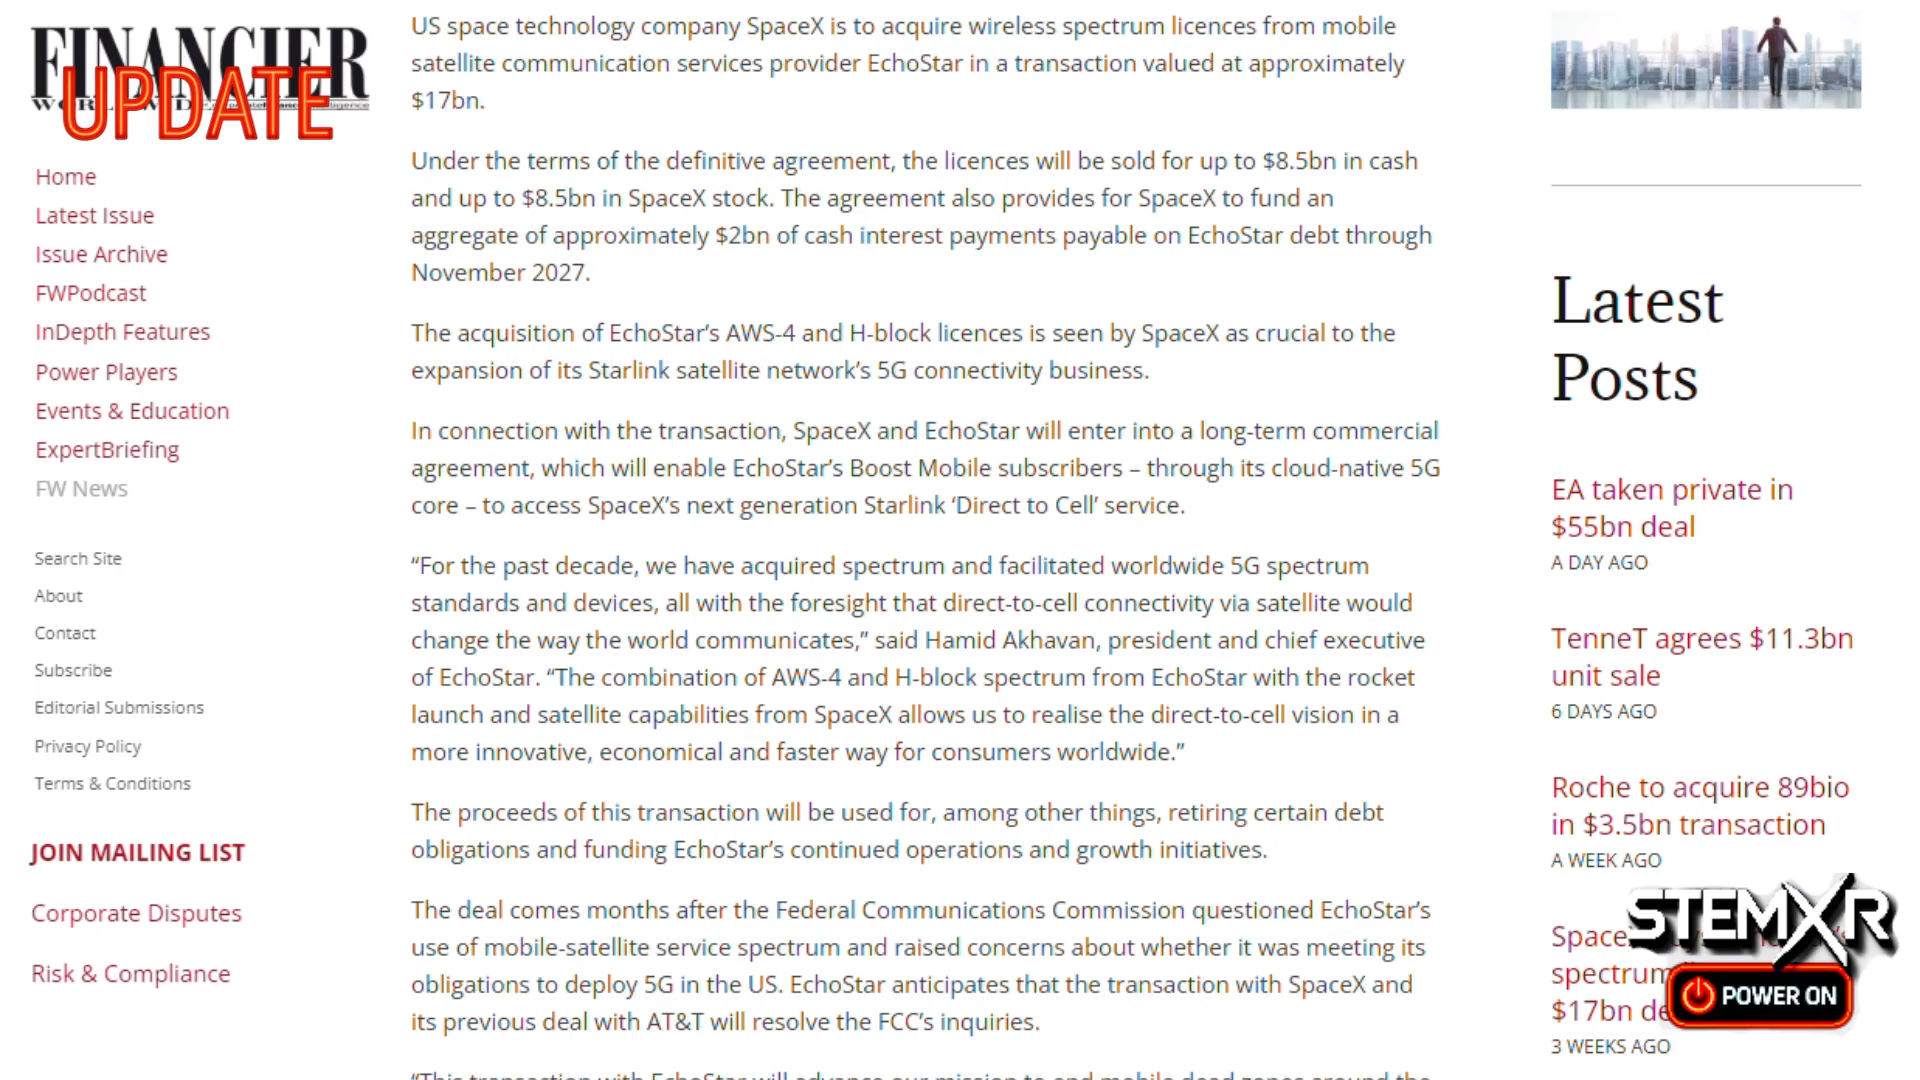 FINANCIER
UPDATE
Home
Latest Issue
Issue Archive
FWPodcast
InDepth Features
Power Players
Events & Education
ExpertBriefing
FW News
Search Site
About
Contact
Subscribe
Editorial Submissions
Privacy Policy
Terms & Conditions
JOIN MAILING LIST
Corporate Disputes
Risk & Compliance
US space technology company SpaceX is to acquire wireless spectrum licences from mobile
satellite communication services provider EchoStar in a transaction valued at approximately
$17bn.
Under the terms of the definitive agreement, the licences will be sold for up to $8.5bn in cash
and up to $8.5bn in SpaceX stock. The agreement also provides for SpaceX to fund an
aggregate of approximately $2bn of cash interest payments payable on EchoStar debt through
November 2027.
The acquisition of EchoStar’s AWS-4 and H-block licences is seen by SpaceX as crucial to the
expansion of its Starlink satellite network’s 5G connectivity business.
In connection with the transaction, SpaceX and EchoStar will enter into a long-term commercial
agreement, which will enable EchoStar’s Boost Mobile subscribers – through its cloud-native 5G
core – to access SpaceX’s next generation Starlink ‘Direct to Cell’ service.
“For the past decade, we have acquired spectrum and facilitated worldwide 5G spectrum
standards and devices, all with the foresight that direct-to-cell connectivity via satellite would
change the way the world communicates,” said Hamid Akhavan, president and chief executive
of EchoStar. “The combination of AWS-4 and H-block spectrum from EchoStar with the rocket
launch and satellite capabilities from SpaceX allows us to realise the direct-to-cell vision in a
more innovative, economical and faster way for consumers worldwide.”
The proceeds of this transaction will be used for, among other things, retiring certain debt
obligations and funding EchoStar’s continued operations and growth initiatives.
The deal comes months after the Federal Communications Commission questioned EchoStar’s
use of mobile-satellite service spectrum and raised concerns about whether it was meeting its
obligations to deploy 5G in the US. EchoStar anticipates that the transaction with SpaceX and
its previous deal with AT&T will resolve the FCC’s inquiries.
“This transaction with EchoStar will advance our mission to end mobile dead zones around the
Latest
Posts
EA taken private in
$55bn deal
A DAY AGO
TenneT agrees $11.3bn
unit sale
6 DAYS AGO
Roche to acquire 89bio
in $3.5bn transaction
A WEEK AGO
spectrum
$17bn
3 WEEKS AGO
STEMXR
POWER ON